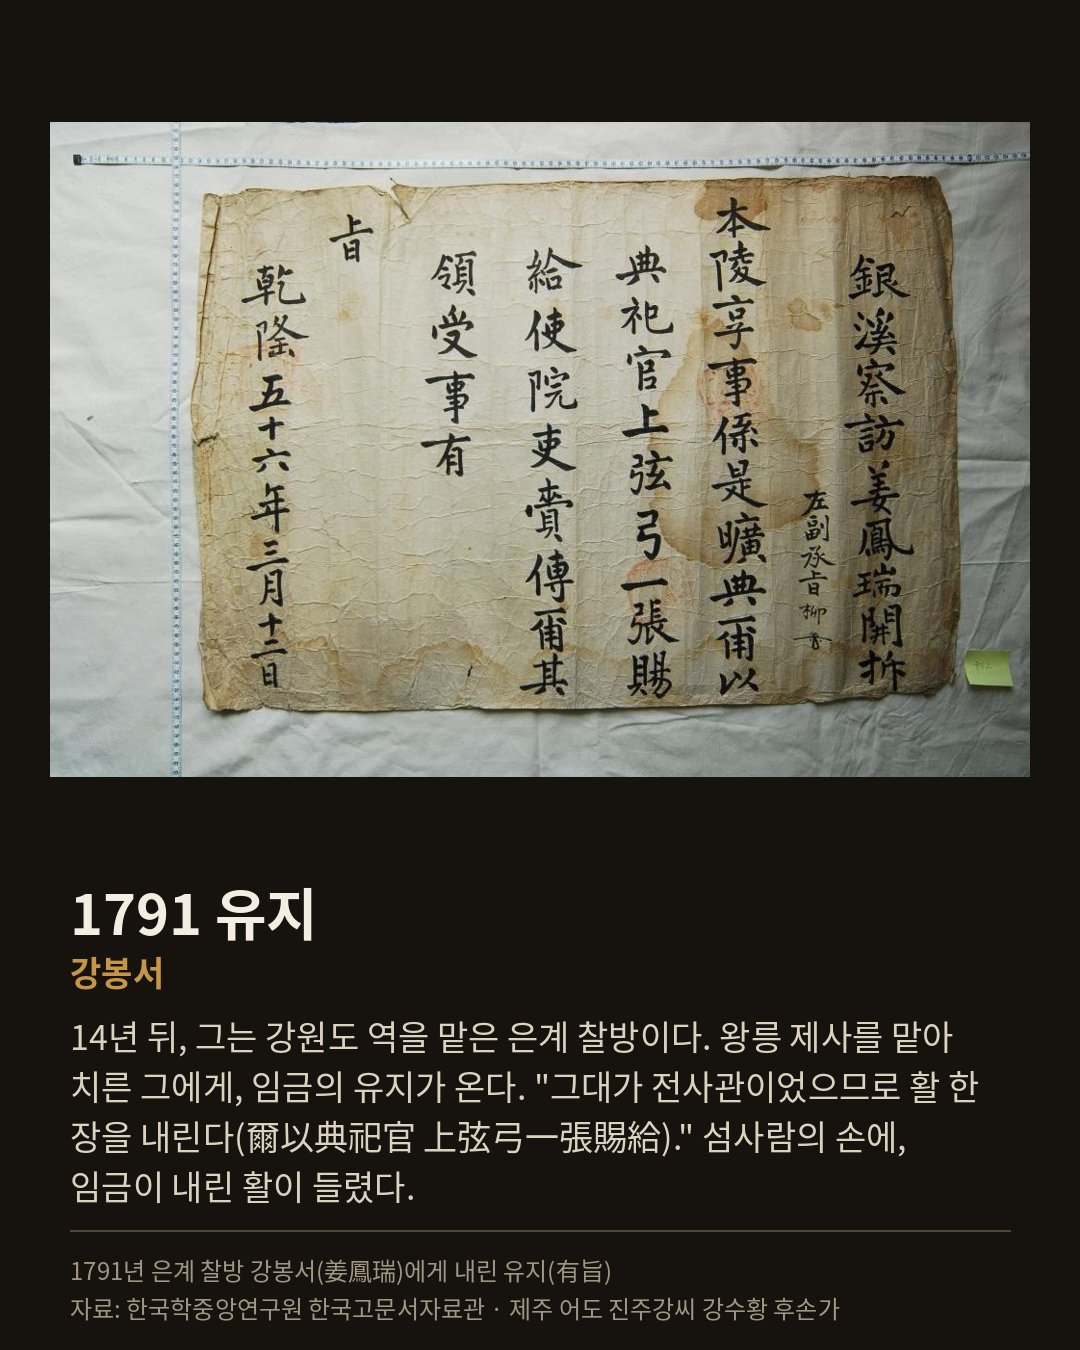 銀溪察訪姜鳳瑞開拆
左副承旨柳
本陵享事係是曠典爾以
典祀官上弦弓一張賜
給使院吏賷傳爾其
領受事有
旨
乾隆五十六年三月十二日
1791 유지
강봉서
14년 뒤, 그는 강원도 역을 맡은 은계 찰방이다. 왕릉 제사를 맡아
치른 그에게, 임금의 유지가 온다. "그대가 전사관이었으므로 활 한
장을 내린다(爾以典祀官 上弦弓一張賜給)." 섬사람의 손에,
임금이 내린 활이 들렸다.
1791년 은계 찰방 강봉서(姜鳳瑞)에게 내린 유지(有旨)
자료: 한국학중앙연구원 한국고문서자료관 · 제주 어도 진주강씨 강수황 후손가